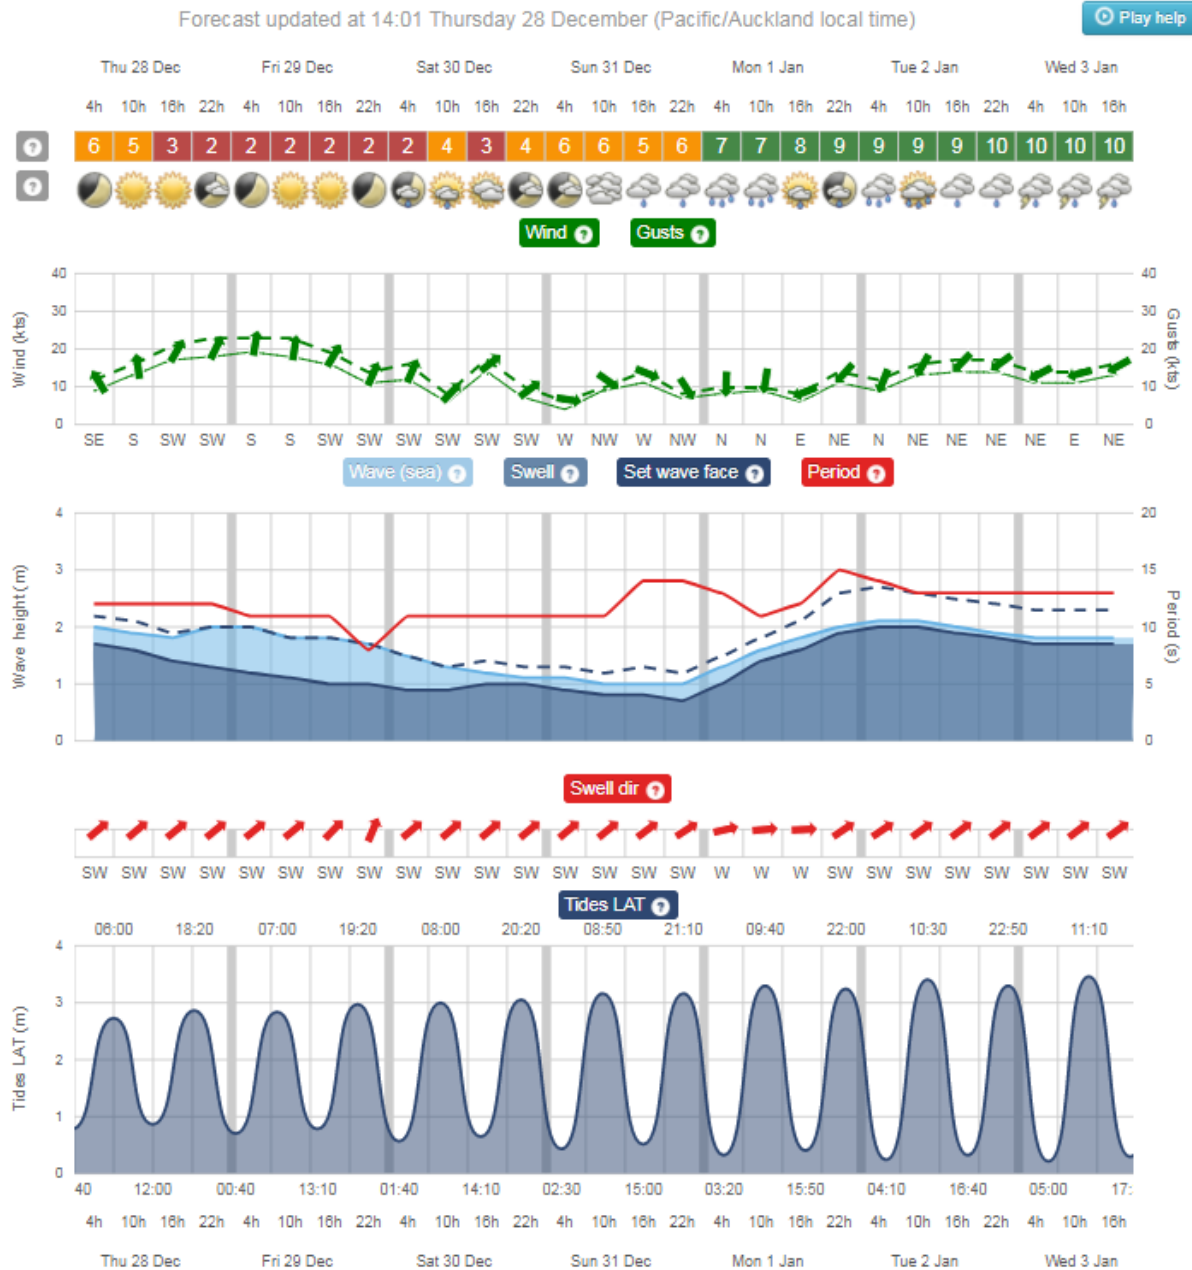 Forecast updated at 14:01 Thursday 28 December (Pacific/Auckland local time)
Play help
Thu 28 Dec Fri 29 Dec Sat 30 Dec Sun 31 Dec Mon 1 Jan Tue 2 Jan Wed 3 Jan
4h 10h 16h 22h 4h 10h 16h 22h 4h 10h 16h 22h 4h 10h 16h 22h 4h 10h 16h 22h 4h 10h 16h 22h 4h 10h 16h
? 6 5 3 2 2 2 2 2 2 4 3 4 6 6 5 6 7 7 8 9 9 9 9 10 10 10 10
?
Wind ? Gusts ?
40 40
30 30
20 20
10 10
0 0
Wind (kts)
Gusts (kts)
SE S SW SW S S SW SW SW SW SW SW W NW W NW N N E NE N NE NE NE NE E NE
Wave (sea) ? Swell ? Set wave face ? Period ?
4 20
3 15
2 10
1 5
0 0
Wave height (m)
Period (s)
Swell dir ?
SW SW SW SW SW SW SW SW SW SW SW SW SW SW SW SW W W W SW SW SW SW SW SW SW SW
Tides LAT ?
06:00 18:20 07:00 19:20 08:00 20:20 08:50 21:10 09:40 22:00 10:30 22:50 11:10
4
3
2
1
0
Tides LAT (m)
40 12:00 00:40 13:10 01:40 14:10 02:30 15:00 03:20 15:50 04:10 16:40 05:00 17:
4h 10h 16h 22h 4h 10h 16h 22h 4h 10h 16h 22h 4h 10h 16h 22h 4h 10h 16h 22h 4h 10h 16h 22h 4h 10h 16h
Thu 28 Dec Fri 29 Dec Sat 30 Dec Sun 31 Dec Mon 1 Jan Tue 2 Jan Wed 3 Jan